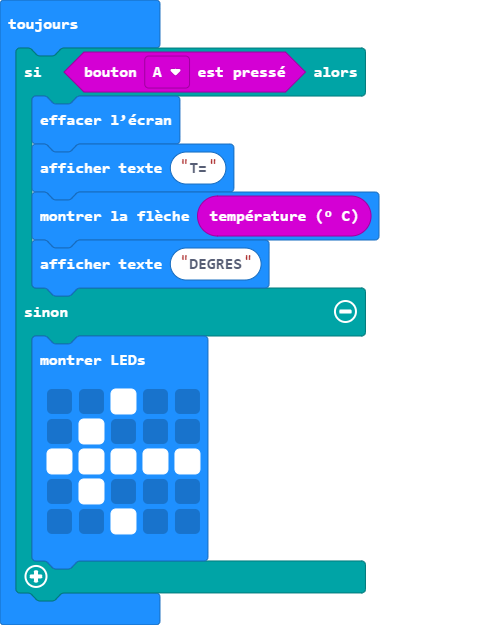 toujours
si bouton A est pressé alors
effacer l'écran
afficher texte "T="
montrer la flèche température (º C)
afficher texte "DEGRES"
sinon
montrer LEDs